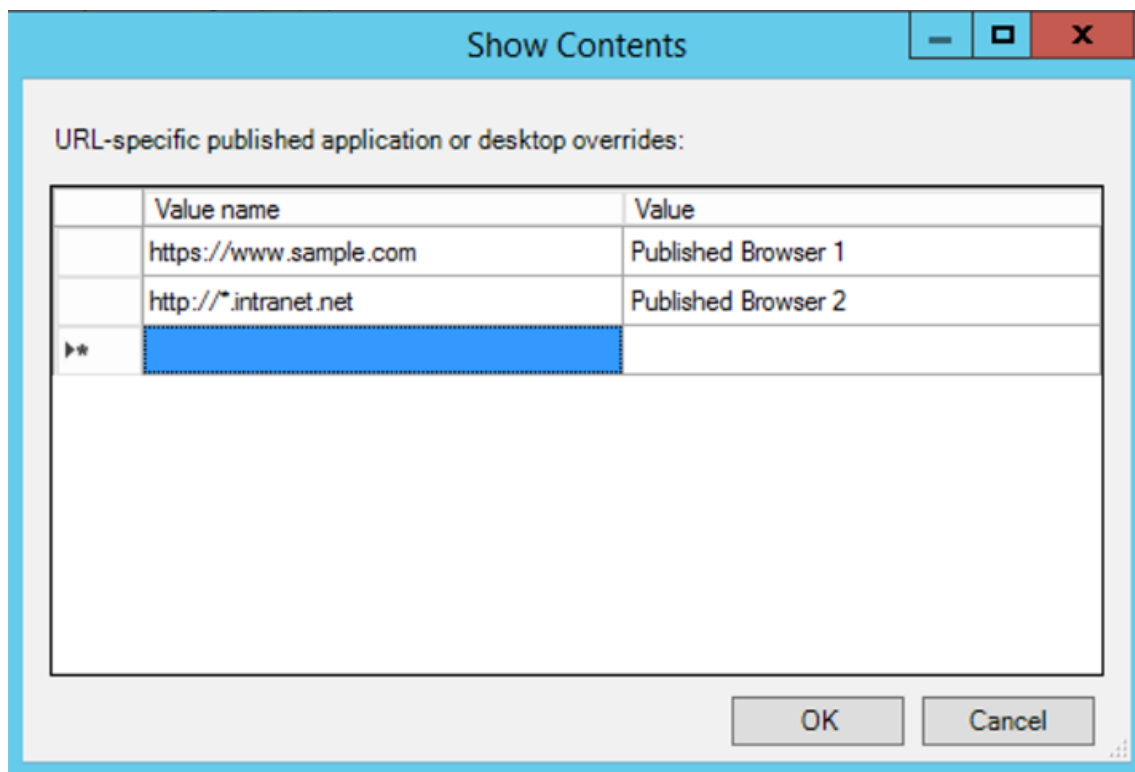 Show Contents
URL-specific published application or desktop overrides:
Value name Value
https://www.sample.com Published Browser 1
http://*.intranet.net Published Browser 2
OK Cancel